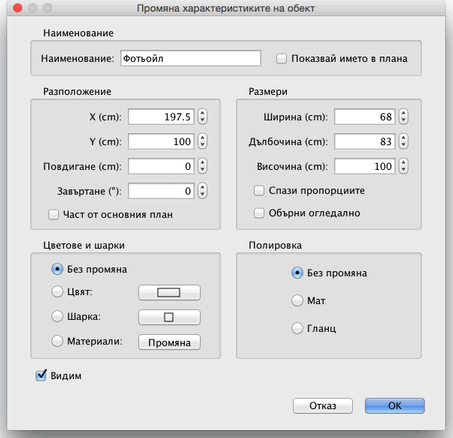 Промяна характеристиките на обект
Наименование
Наименование: Фотьойл Показвай името в плана
Разположение
X (cm): 197.5
Y (cm): 100
Повдигане (cm): 0
Завъртане (°): 0
Част от основния план
Размери
Ширина (cm): 68
Дълбочина (cm): 83
Височина (cm): 100
Спази пропорциите
Обърни огледално
Цветове и шарки
Без промяна
Цвят:
Шарка:
Материали: Промяна
Полировка
Без промяна
Мат
Гланц
Видим
Отказ OK